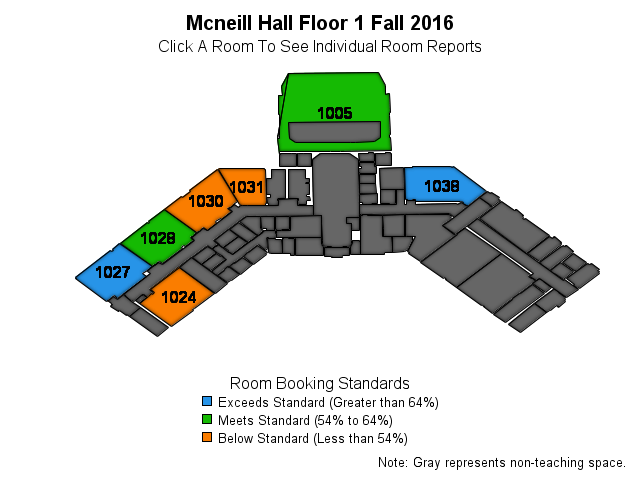 Mcneill Hall Floor 1 Fall 2016
Click A Room To See Individual Room Reports
1005
1031
1038
1030
1028
1027
1024
Room Booking Standards
Exceeds Standard (Greater than 64%)
Meets Standard (54% to 64%)
Below Standard (Less than 54%)
Note: Gray represents non-teaching space.